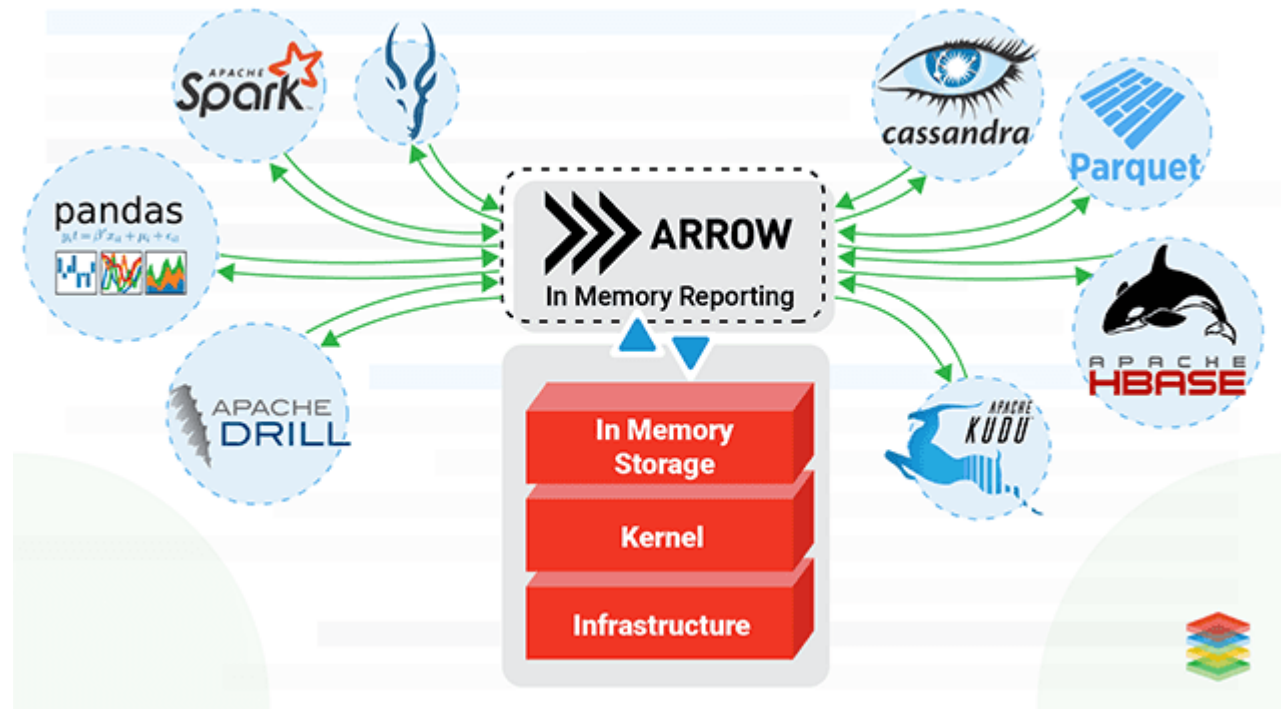 APACHE
Spark
cassandra
Parquet
pandas
ARROW
In Memory Reporting
APACHE
HBASE
APACHE
DRILL
APACHE
KUDU
In Memory
Storage
Kernel
Infrastructure